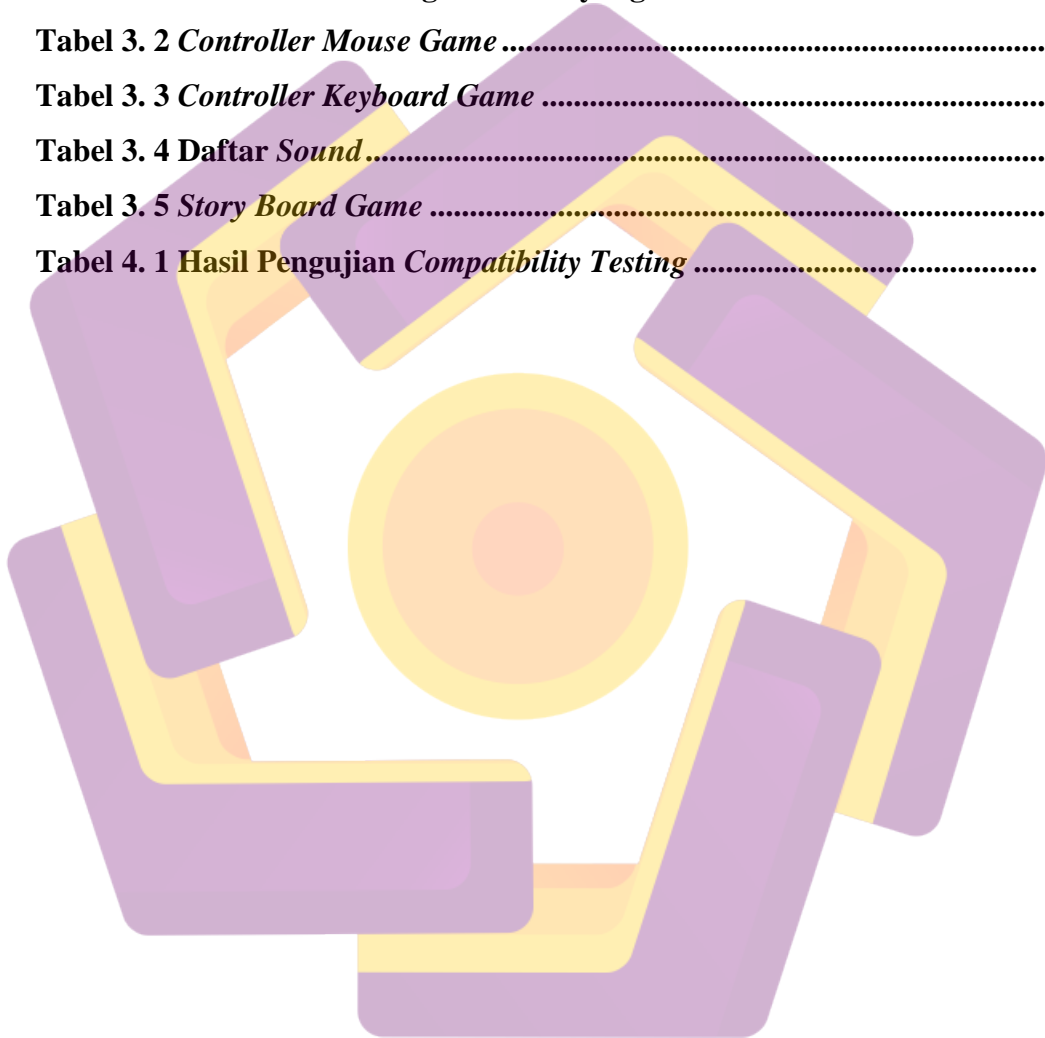 Tabel 3. 2 Controller Mouse Game ........................................................................
Tabel 3. 3 Controller Keyboard Game ..................................................................
Tabel 3. 4 Daftar Sound..........................................................................................
Tabel 3. 5 Story Board Game ................................................................................
Tabel 4. 1 Hasil Pengujian Compatibility Testing .............................................